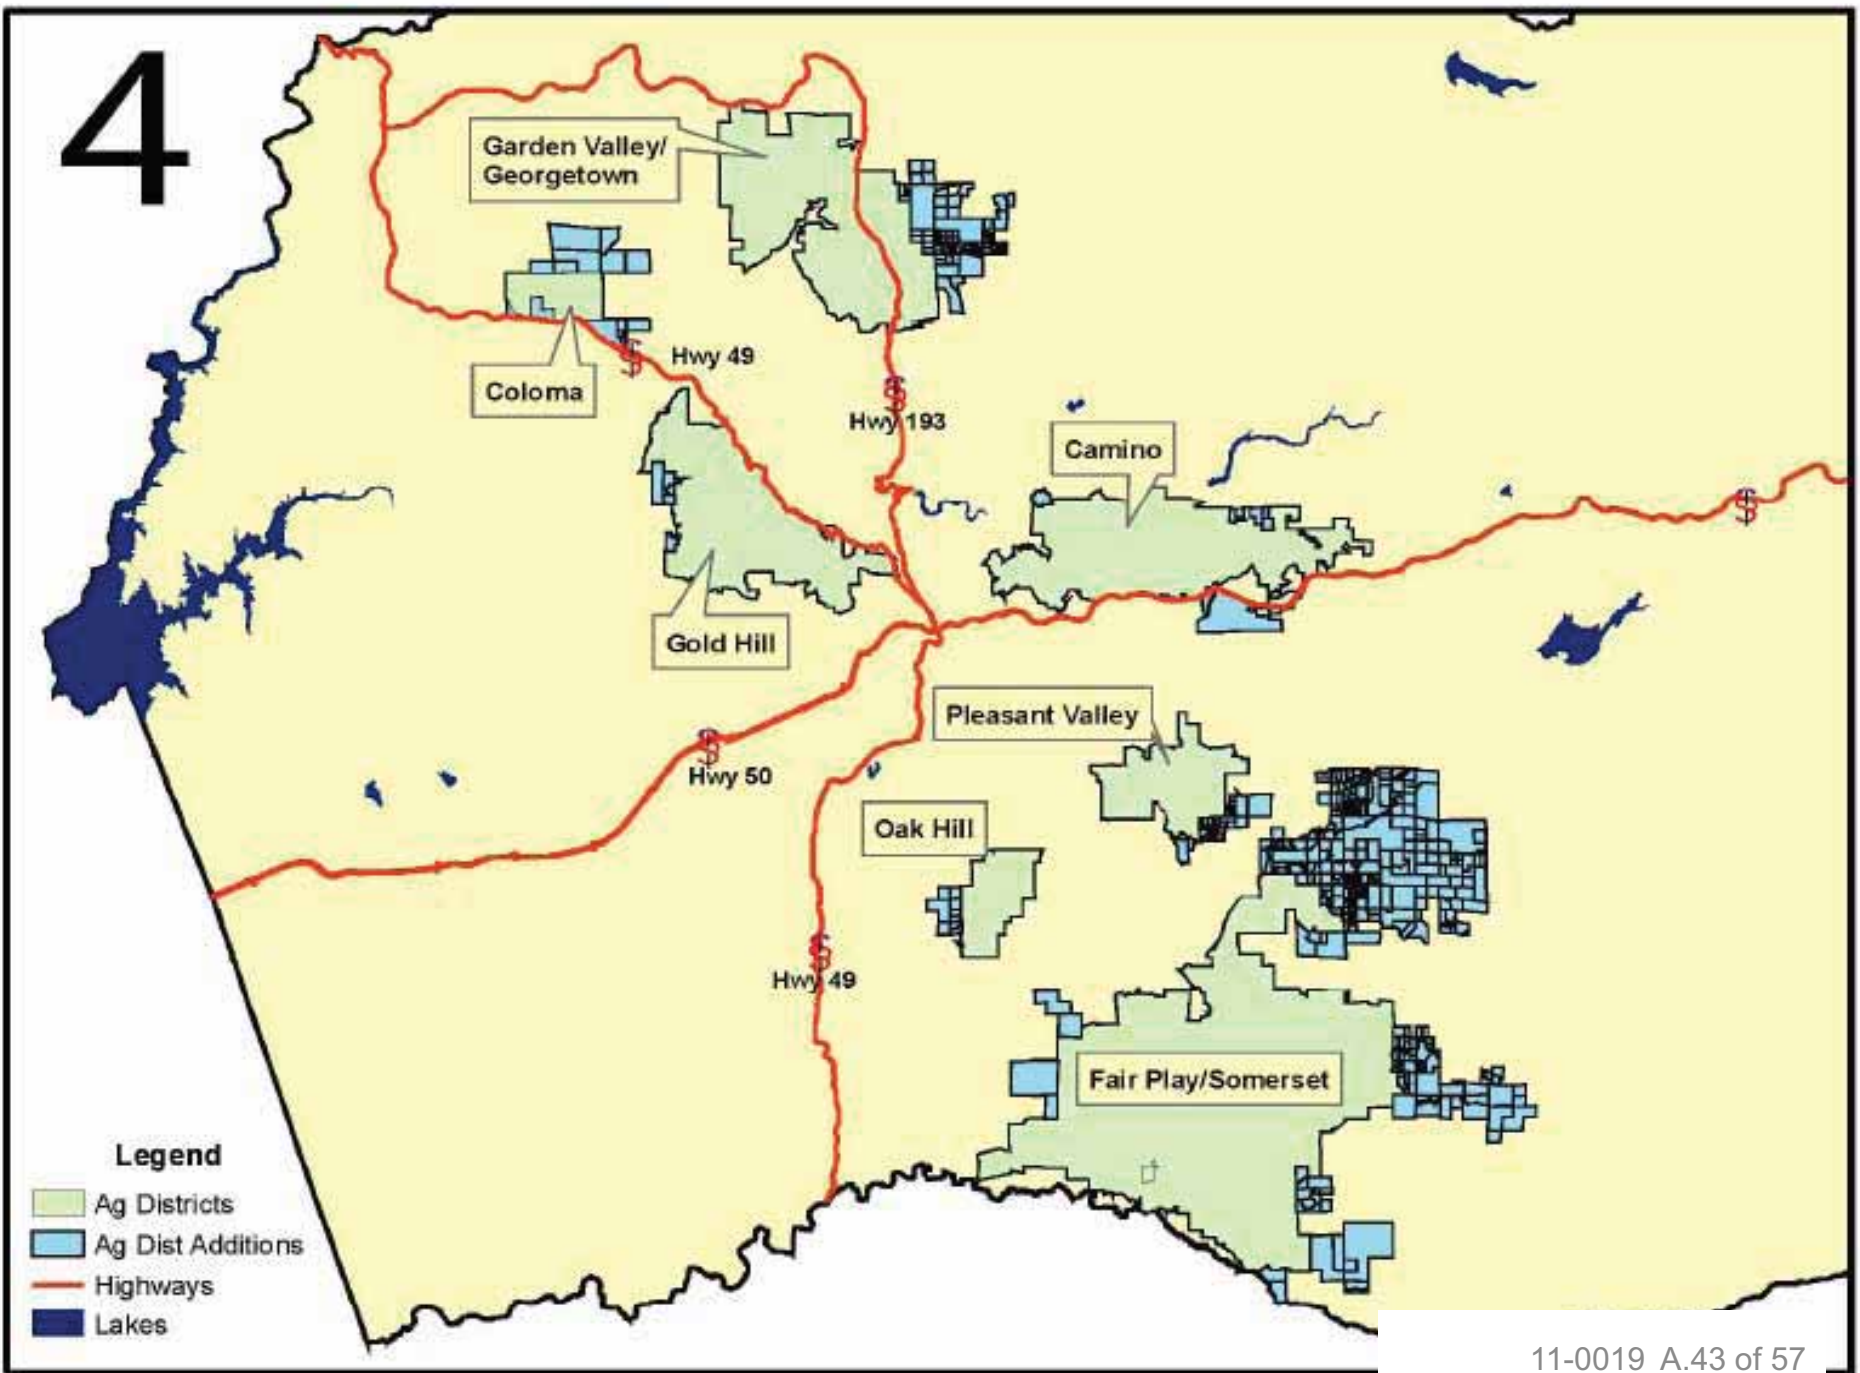 4
Garden Valley/
Georgetown
Coloma
Hwy 49
Hwy 193
Camino
Gold Hill
Pleasant Valley
Hwy 50
Oak Hill
Hwy 49
Fair Play/Somerset
Legend
Ag Districts
Ag Dist Additions
Highways
Lakes
11-0019 A.43 of 57